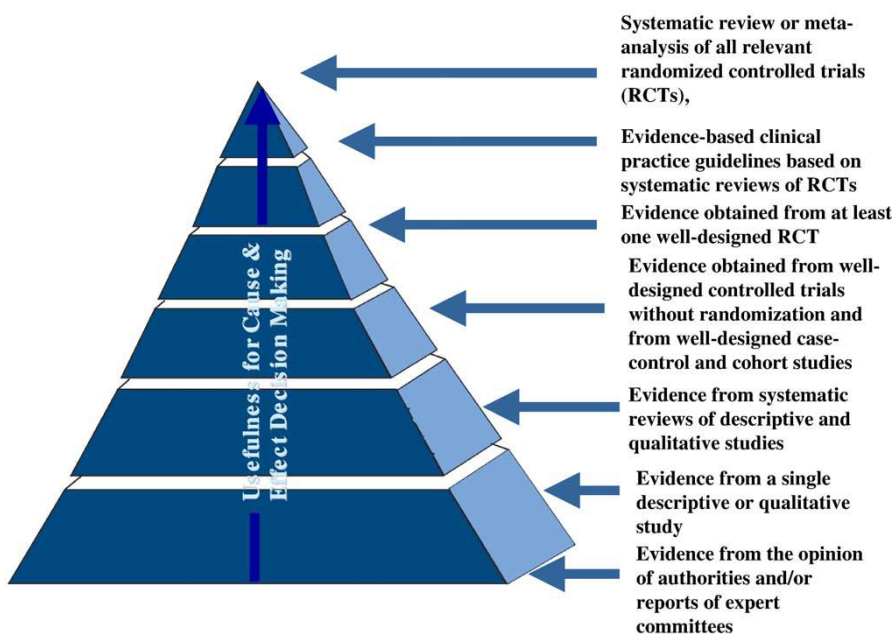 Systematic review or meta-
analysis of all relevant
randomized controlled trials
(RCTs),
Evidence-based clinical
practice guidelines based on
systematic reviews of RCTs
Evidence obtained from at least
one well-designed RCT
Evidence obtained from well-
designed controlled trials
without randomization and
from well-designed case-
control and cohort studies
Evidence from systematic
reviews of descriptive and
qualitative studies
Evidence from a single
descriptive or qualitative
study
Evidence from the opinion
of authorities and/or
reports of expert
committees
Usefulness for Cause &
Effect Decision Making